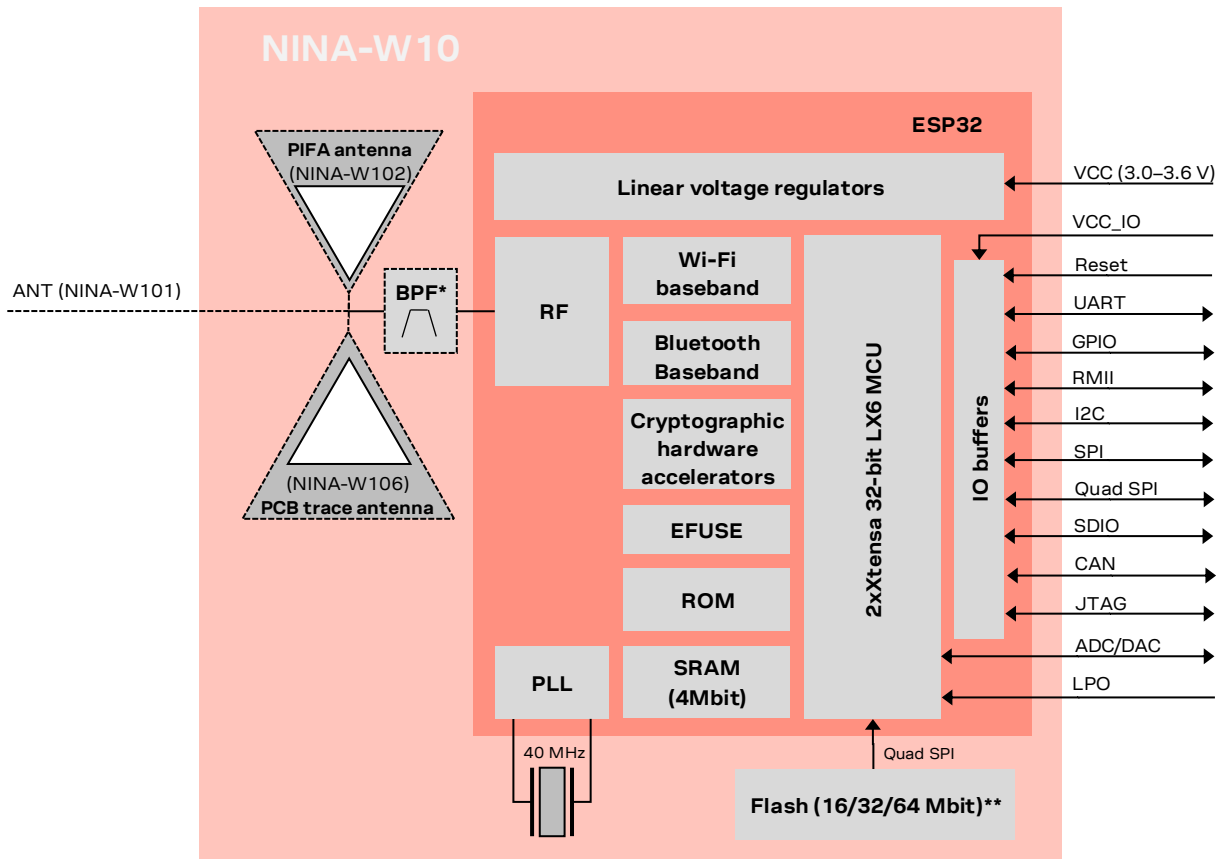 NINA-W10
ESP32
PIFA antenna
(NINA-W102)
Linear voltage regulators
VCC (3.0–3.6 V)
VCC_IO
Wi-Fi
baseband
Reset
ANT (NINA-W101)
BPF*
RF
UART
Bluetooth
Baseband
GPIO
RMII
I2C
Cryptographic
hardware
accelerators
2xXtensa 32-bit LX6 MCU
IO buffers
SPI
(NINA-W106)
PCB trace antenna
Quad SPI
EFUSE
SDIO
CAN
ROM
JTAG
ADC/DAC
PLL
SRAM
(4Mbit)
LPO
40 MHz
Quad SPI
Flash (16/32/64 Mbit)**